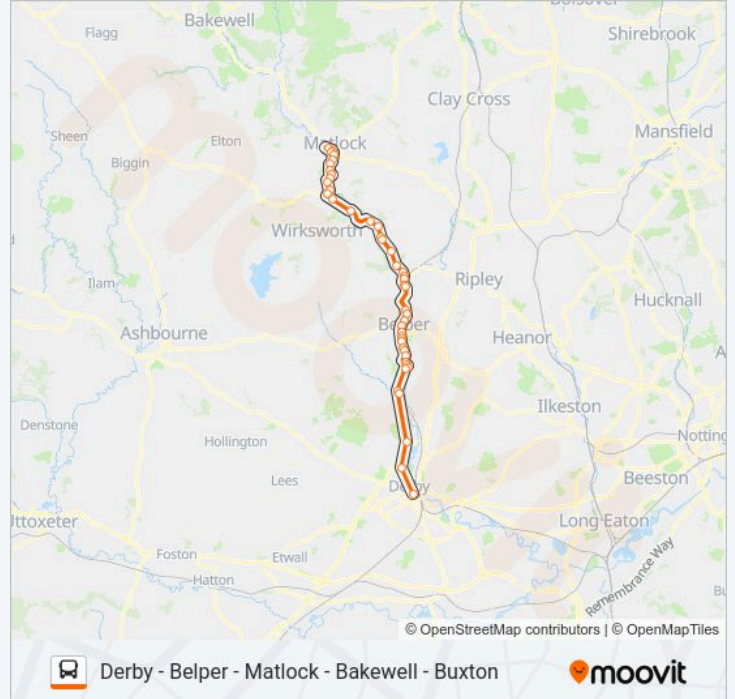 Bolsover
Bakewell
Flagg
Shirebrook
Clay Cross
Mansfield
Sheen
Elton
Matlock
Biggin
Wirksworth
Ilam
Ripley
Hucknall
Ashbourne
Belper
Heanor
Ilkeston
Denstone
Hollington
Notting
Lees
Derby
Beeston
Uttoxeter
Long Eaton
Foston
Etwall
Hatton
Remembrance Way
Bu
© OpenStreetMap contributors | © OpenMapTiles
Derby - Belper - Matlock - Bakewell - Buxton
moovit
moovit